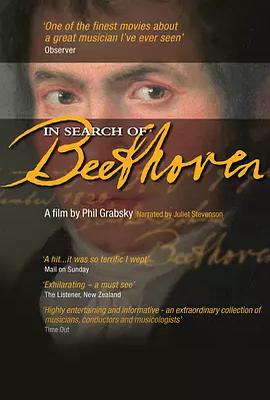 ‘One of the finest movies about
a great musician I’ve ever seen’
Observer
IN SEARCH OF
Beethoven
A film by Phil Grabsky Narrated by Juliet Stevenson
‘A hit...it was so terrific I wept’
Mail on Sunday
‘Exhilarating – a must see’
The Listener, New Zealand
‘Highly entertaining and informative - an extraordinary collection of
musicians, conductors and musicologists’
Time Out